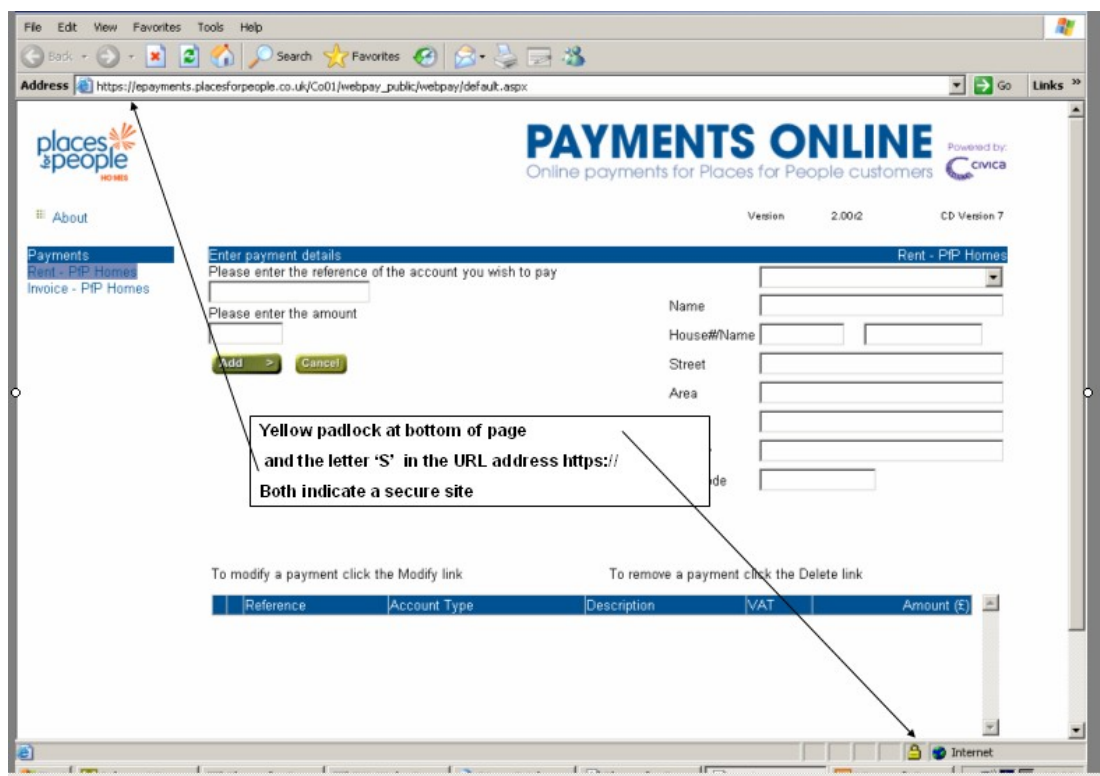 File Edit View Favorites Tools Help
Back Search Favorites
Address https://epayments.placesforpeople.co.uk/Co01/webpay_public/webpay/default.aspx Go Links »
places for people
HOMES
PAYMENTS ONLINE
Online payments for Places for People customers
Powered by:
CIVICA
About
Version 2.00r2 CD Version 7
Payments
Rent - PfP Homes
Invoice - PfP Homes
Enter payment details Rent - PfP Homes
Please enter the reference of the account you wish to pay
Please enter the amount
Add >
Cancel
Name
House#/Name
Street
Area
Yellow padlock at bottom of page
and the letter ‘S’ in the URL address https://
Both indicate a secure site
To modify a payment click the Modify link To remove a payment click the Delete link
Reference Account Type Description VAT Amount (£)
Internet